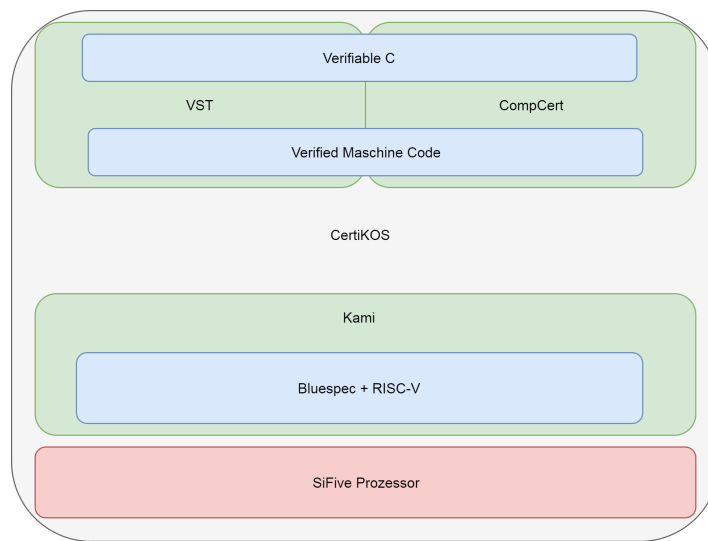 Verifiable C
VST
CompCert
Verified Maschine Code
CertiKOS
Kami
Bluespec + RISC-V
SiFive Prozessor